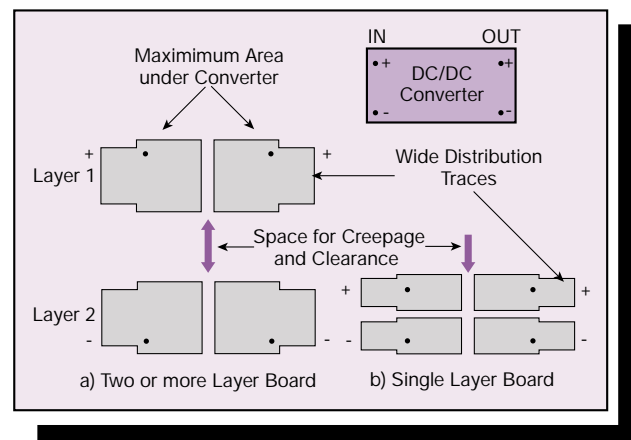 IN OUT
Maximimum Area
under Converter
+ +
DC/DC
Converter
- -
+ +
Layer 1
Wide Distribution
Traces
Space for Creepage
and Clearance
Layer 2
- -
+ +
- -
a) Two or more Layer Board
b) Single Layer Board